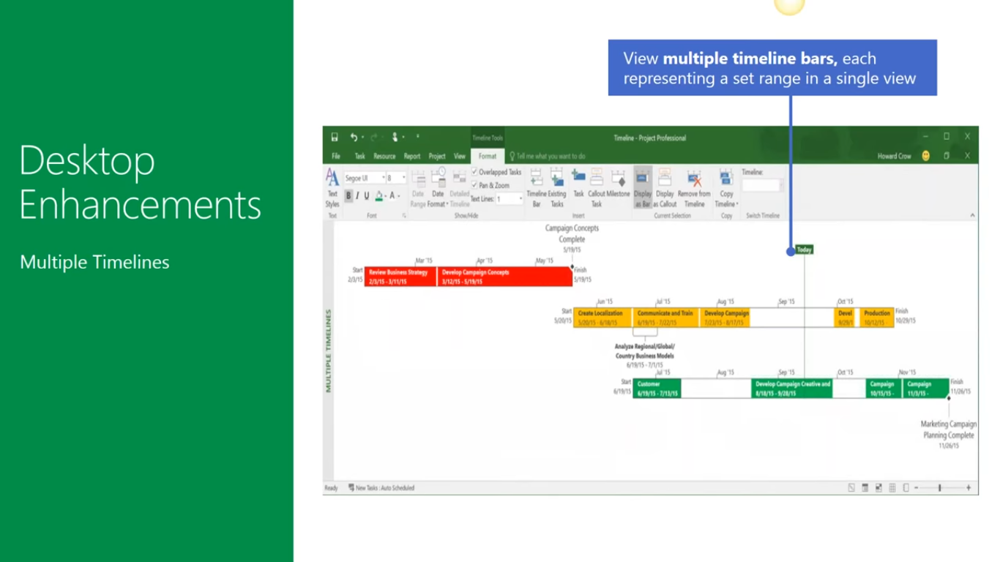 Desktop
Enhancements
Multiple Timelines
View multiple timeline bars, each
representing a set range in a single view
Timeline Tools
Timeline - Project Professional
File Task Resource Report Project View Format Tell me what you want to do Howard Crow
Segoe UI 8
Text
Styles
B I U A
Date
Range
Date
Format
Detailed
Timeline
Overlapped Tasks
Pan & Zoom
Text Lines: 1
Timeline
Bar
Existing
Tasks
Task
Callout
Task
Milestone
Display
as Bar
Display
as Callout
Remove from
Timeline
Copy
Timeline
Timeline:
Text Font Show/Hide Insert Current Selection Copy Switch Timeline
Campaign Concepts
Complete
5/19/15
Today
Mar '15 Apr '15 May '15
Start
2/3/15
Review Business Strategy
2/3/15 - 3/11/15
Develop Campaign Concepts
3/12/15 - 5/19/15
Finish
5/19/15
Jun '15 Jul '15 Aug '15 Sep '15 Oct '15
Start
5/20/15
Create Localization
5/20/15 - 6/18/15
Communicate and Train
6/19/15 - 7/22/15
Develop Campaign
7/23/15 - 8/17/15
Devel
9/29/1
Production
10/12/15 -
Finish
10/29/15
Analyze Regional/Global/
Country Business Models
6/19/15 - 7/1/15
MULTIPLE TIMELINES
Jul '15 Aug '15 Sep '15 Oct '15 Nov '15
Start
6/19/15
Customer
6/19/15 - 7/13/15
Develop Campaign Creative and
8/18/15 - 9/28/15
Campaign
10/15/15 -
Campaign
11/3/15 -
Finish
11/26/15
Marketing Campaign
Planning Complete
11/26/15
Ready New Tasks : Auto Scheduled